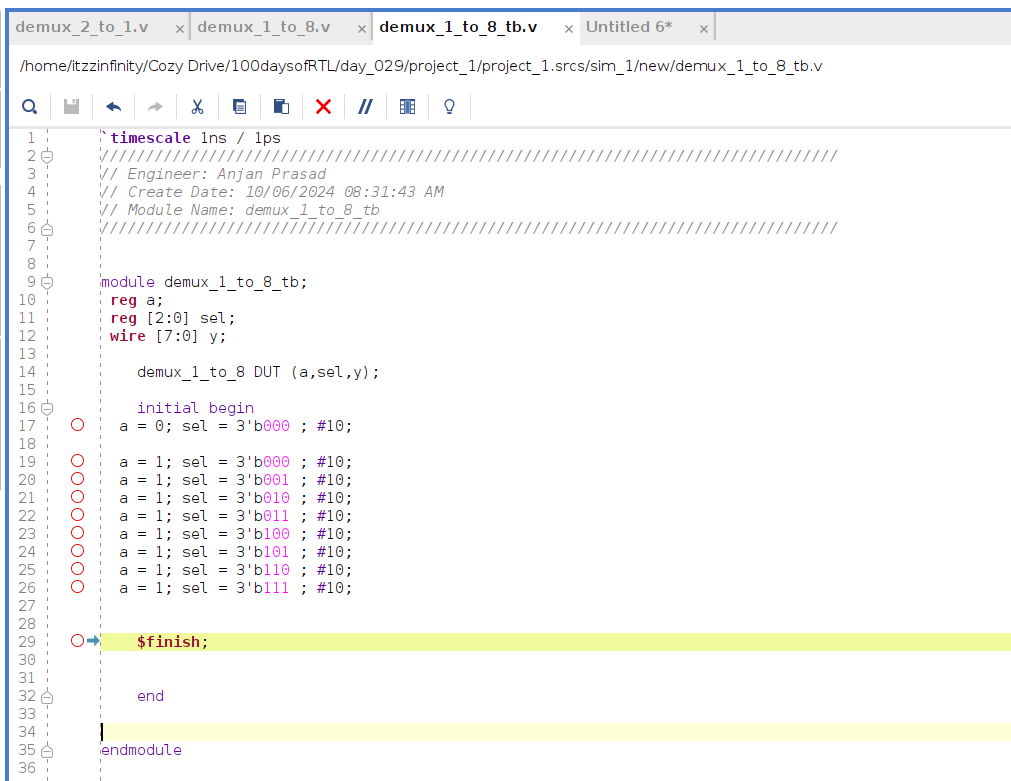 demux_2_to_1.v × demux_1_to_8.v × demux_1_to_8_tb.v × Untitled 6* ×
/home/itzzinfinity/Cozy Drive/100daysofRTL/day_029/project_1/project_1.srcs/sim_1/new/demux_1_to_8_tb.v
1 `timescale 1ns / 1ps
2 //////////////////////////////////////////////////////////////////////////////////
3 // Engineer: Anjan Prasad
4 // Create Date: 10/06/2024 08:31:43 AM
5 // Module Name: demux_1_to_8_tb
6 //////////////////////////////////////////////////////////////////////////////////
7
8
9 module demux_1_to_8_tb;
10 reg a;
11 reg [2:0] sel;
12 wire [7:0] y;
13
14 demux_1_to_8 DUT (a,sel,y);
15
16 initial begin
17 a = 0; sel = 3'b000 ; #10;
18
19 a = 1; sel = 3'b000 ; #10;
20 a = 1; sel = 3'b001 ; #10;
21 a = 1; sel = 3'b010 ; #10;
22 a = 1; sel = 3'b011 ; #10;
23 a = 1; sel = 3'b100 ; #10;
24 a = 1; sel = 3'b101 ; #10;
25 a = 1; sel = 3'b110 ; #10;
26 a = 1; sel = 3'b111 ; #10;
27
28
29 $finish;
30
31
32 end
33
34
35 endmodule
36